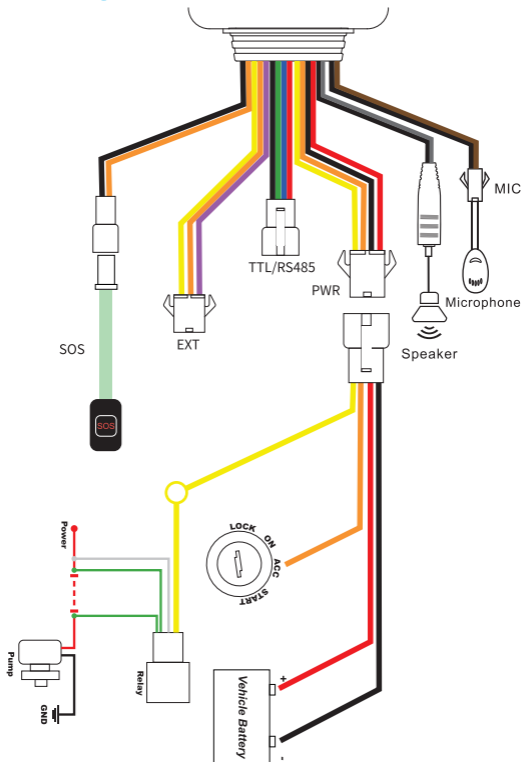 MIC
TTL/RS485
PWR
Microphone
SOS
EXT
Speaker
SOS
LOCK ON ACC START
Power
Pump
GND
Relay
+
Vehicle Battery
-